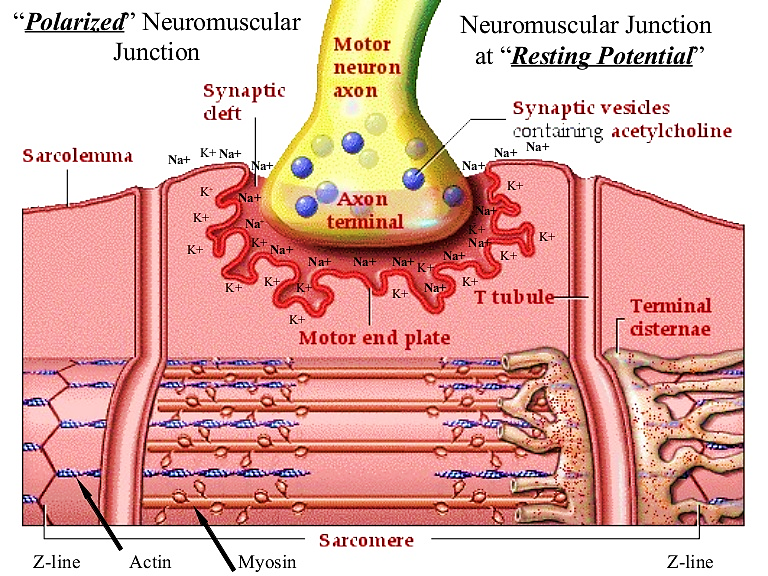 “Polarized” Neuromuscular
Junction
Neuromuscular Junction
at “Resting Potential”
Motor
neuron
axon
Synaptic
cleft
Synaptic vesicles
containing acetylcholine
Sarcolemma
Na+
K+
Na+
Na+
Na+
Na+
Na+
K+
K+
K+
Na+
Na+
K+
Na+
K+
K+
K+
K+
Na+
Na+
Na+
K+
Na+
K+
Na+
K+
K+
Na+
K+
Na+
K+
Axon
terminal
T tubule
Motor end plate
Terminal
cisternae
Sarcomere
Z-line
Actin
Myosin
Z-line